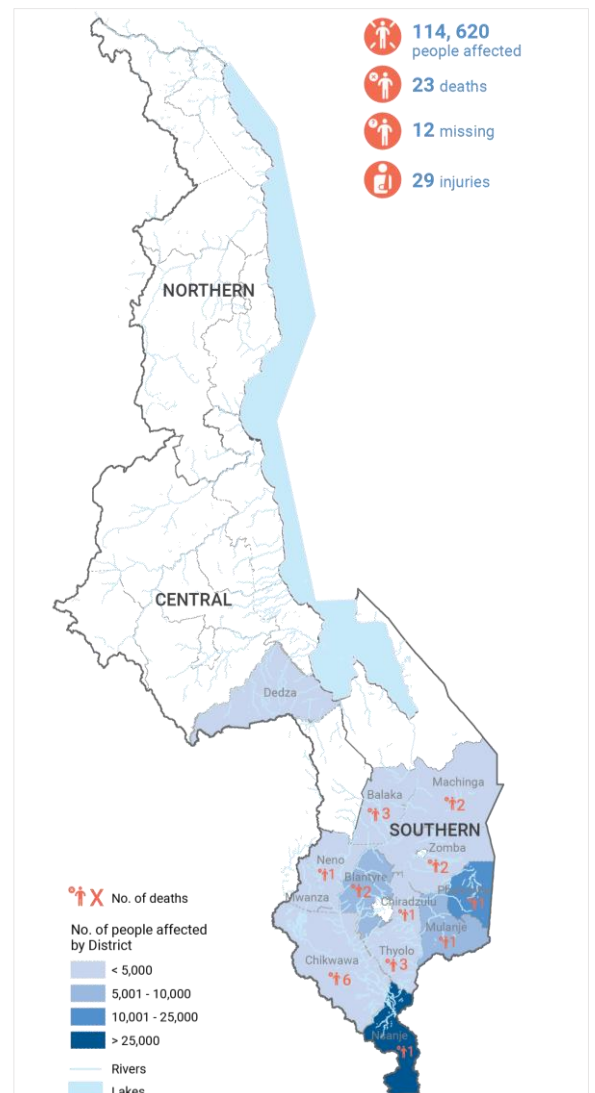 114, 620
people affected
23 deaths
12 missing
29 injuries
NORTHERN
CENTRAL
Dedza
Machinga
2
Balaka
3
SOUTHERN
Zomba
2
Neno
1
Blantyre
2
1
Mwanza
Chiradzulu
1
Mulanje
1
Thyolo
3
Chikwawa
6
Nsanje
1
X No. of deaths
No. of people affected
by District
< 5,000
5,001 - 10,000
10,001 - 25,000
> 25,000
Rivers
Lakes